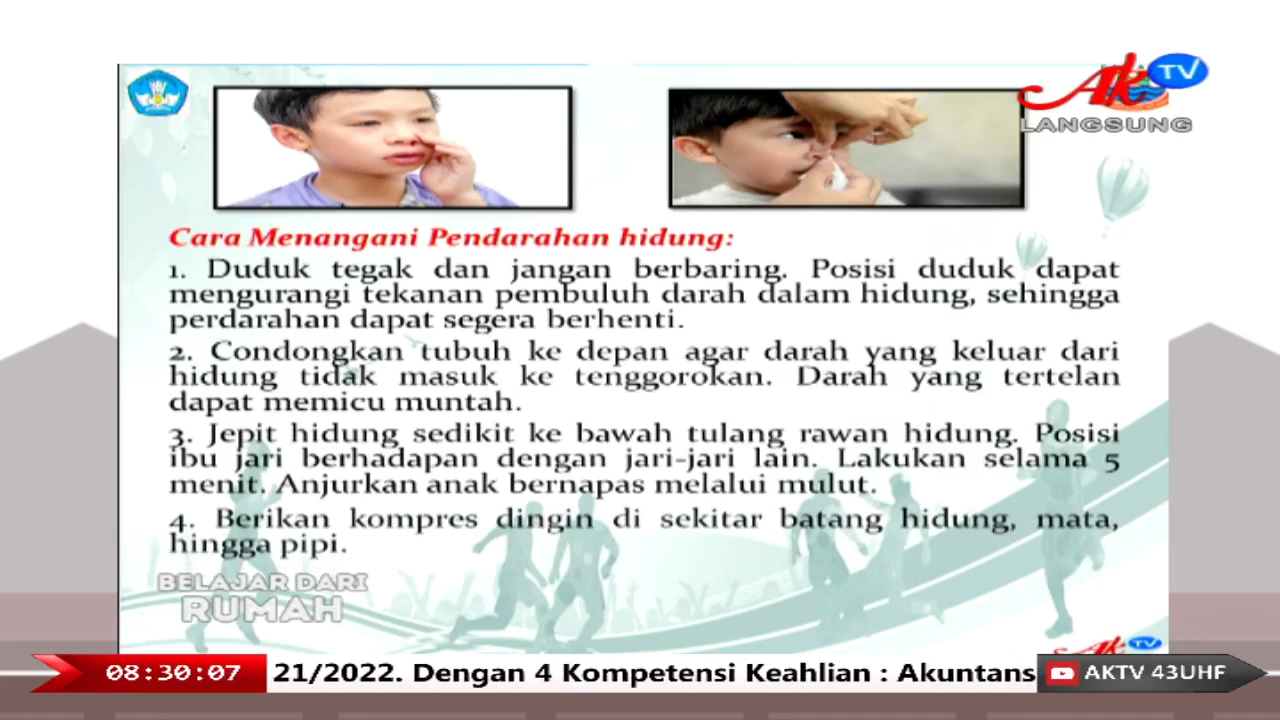 Ak TV
LANGSUNG
Cara Menangani Pendarahan hidung:
1. Duduk tegak dan jangan berbaring. Posisi duduk dapat
mengurangi tekanan pembuluh darah dalam hidung, sehingga
perdarahan dapat segera berhenti.
2. Condongkan tubuh ke depan agar darah yang keluar dari
hidung tidak masuk ke tenggorokan. Darah yang tertelan
dapat memicu muntah.
3. Jepit hidung sedikit ke bawah tulang rawan hidung. Posisi
ibu jari berhadapan dengan jari-jari lain. Lakukan selama 5
menit. Anjurkan anak bernapas melalui mulut.
4. Berikan kompres dingin di sekitar batang hidung, mata,
hingga pipi.
BELAJAR DARI
RUMAH
Ak TV
08:30:07
21/2022. Dengan 4 Kompetensi Keahlian : Akuntans
AKTV 43UHF